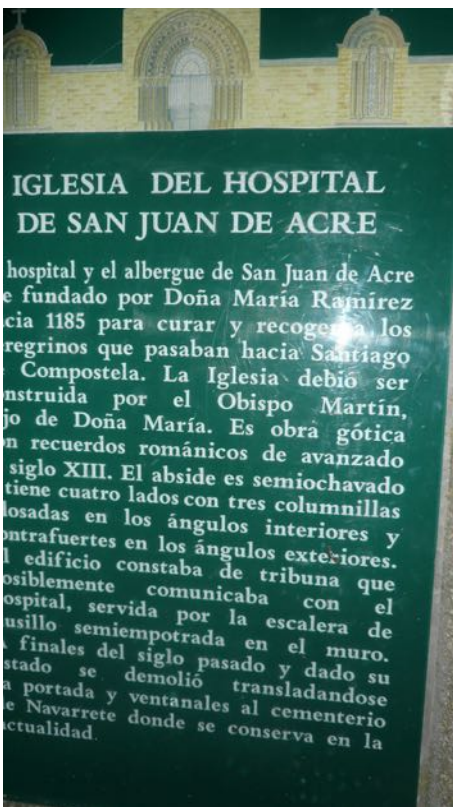 IGLESIA DEL HOSPITAL
DE SAN JUAN DE ACRE
hospital y el albergue de San Juan de Acre
e fundado por Doña María Ramírez
cia 1185 para curar y recoger a los
regrinos que pasaban hacia Santiago
Compostela. La Iglesia debió ser
nstruida por el Obispo Martín,
jo de Doña María. Es obra gótica
on recuerdos románicos de avanzado
siglo XIII. El abside es semiochavado
tiene cuatro lados con tres columnillas
dosadas en los ángulos interiores y
ontrafuertes en los ángulos exteriores.
l edificio constaba de tribuna que
osiblemente comunicaba con el
ospital, servida por la escalera de
usillo semiempotrada en el muro.
finales del siglo pasado y dado su
stado se demolió transladandose
a portada y ventanales al cementerio
e Navarrete donde se conserva en la
ctualidad.